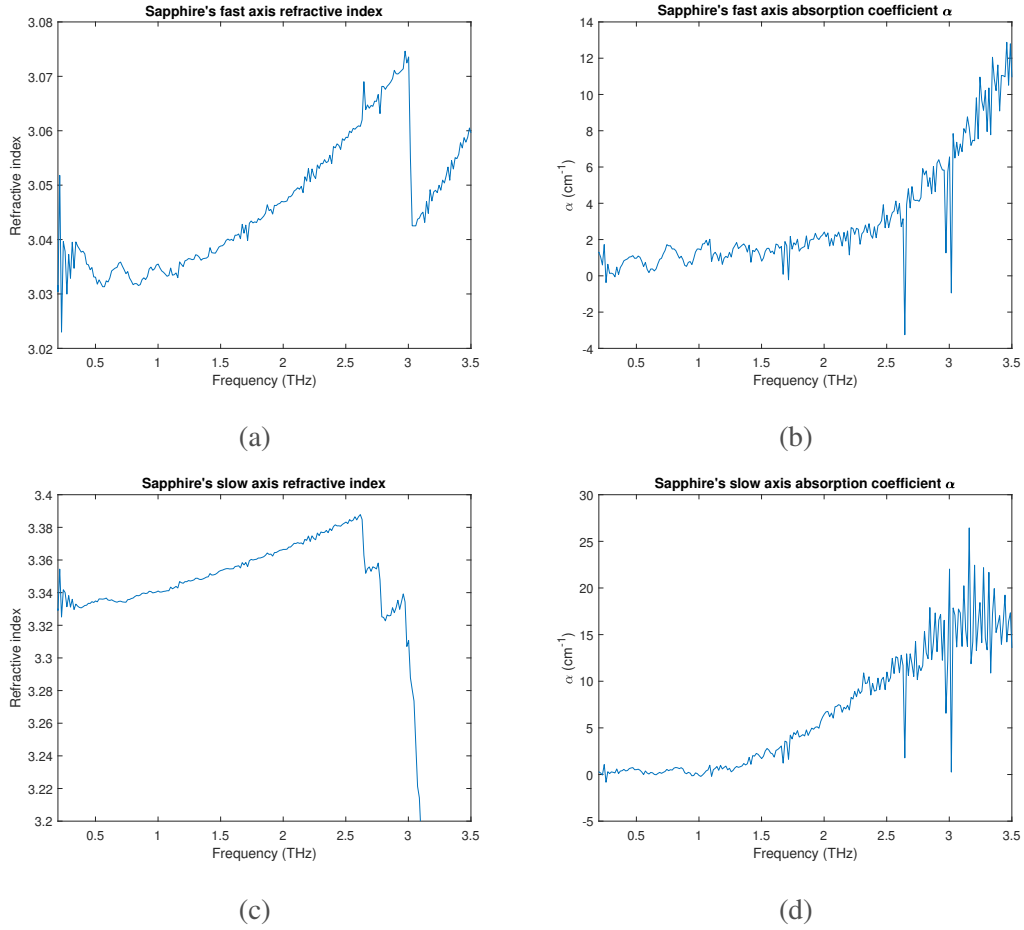 Sapphire's fast axis refractive index
3.08
3.07
3.06
3.05
3.04
3.03
3.02
Refractive index
0.5 1 1.5 2 2.5 3 3.5
Frequency (THz)
(a)
Sapphire's fast axis absorption coefficient α
14
12
10
8
6
4
2
0
-2
-4
α (cm⁻¹)
0.5 1 1.5 2 2.5 3 3.5
Frequency (THz)
(b)
Sapphire's slow axis refractive index
3.4
3.38
3.36
3.34
3.32
3.3
3.28
3.26
3.24
3.22
3.2
Refractive index
0.5 1 1.5 2 2.5 3 3.5
Frequency (THz)
(c)
Sapphire's slow axis absorption coefficient α
30
25
20
15
10
5
0
-5
α (cm⁻¹)
0.5 1 1.5 2 2.5 3 3.5
Frequency (THz)
(d)